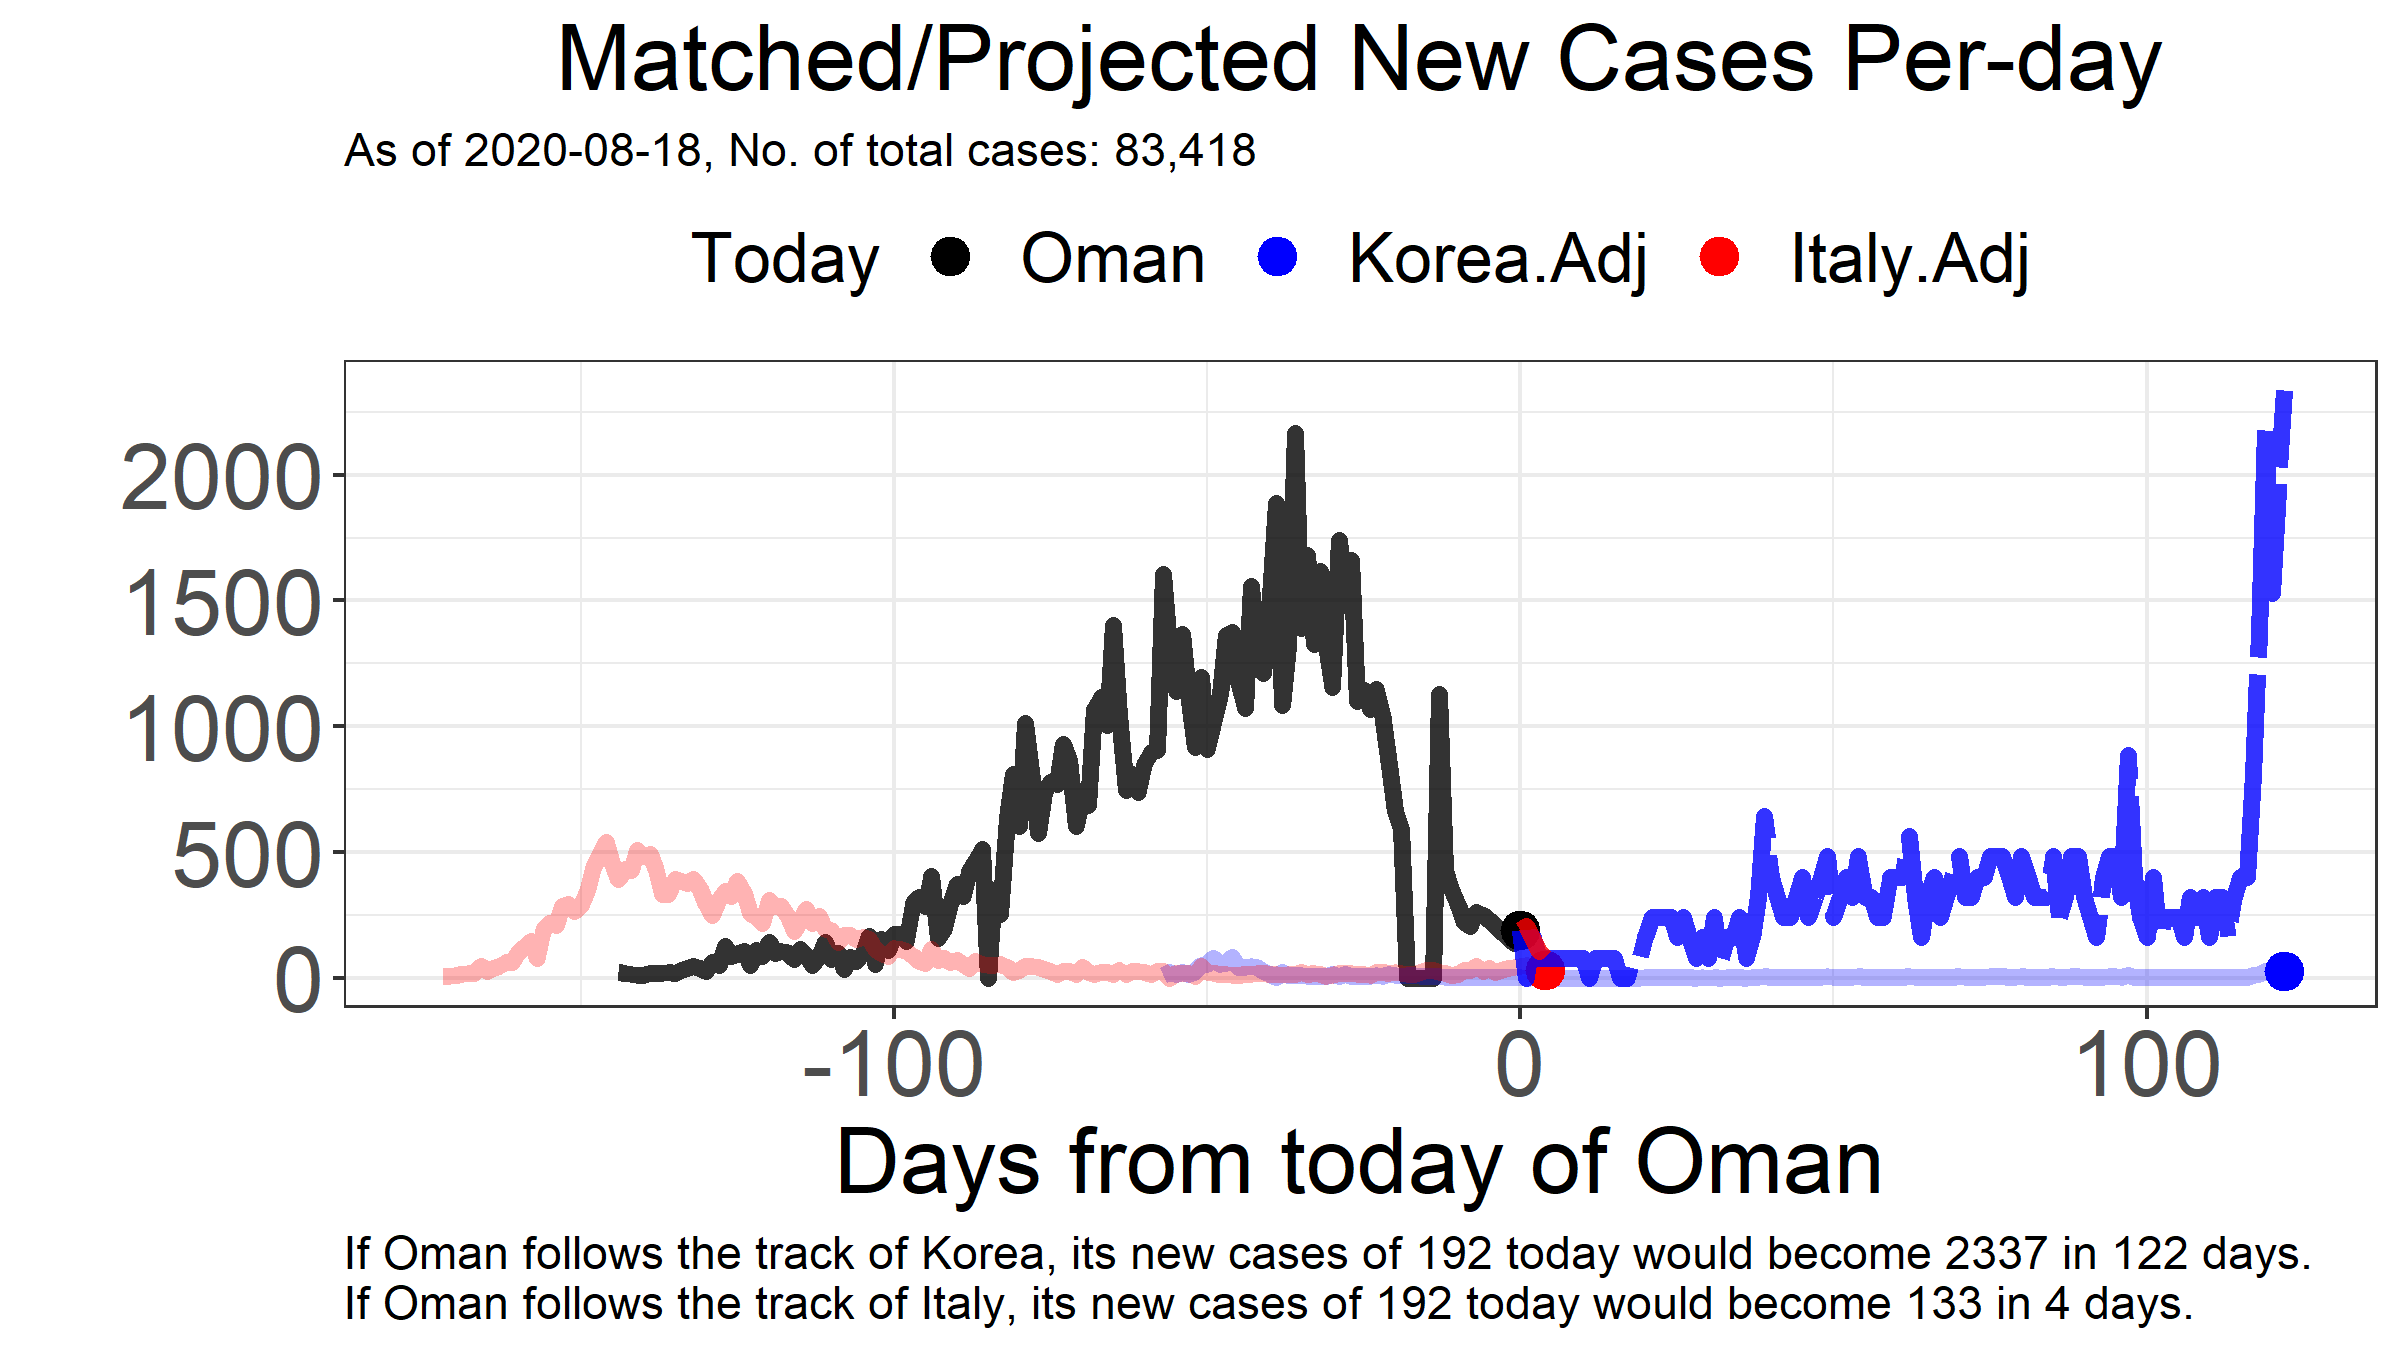 Matched/Projected New Cases Per-day
As of 2020-08-18, No. of total cases: 83,418
Today Oman Korea.Adj Italy.Adj
2000
1500
1000
500
0
-100 0 100
Days from today of Oman
If Oman follows the track of Korea, its new cases of 192 today would become 2337 in 122 days.
If Oman follows the track of Italy, its new cases of 192 today would become 133 in 4 days.